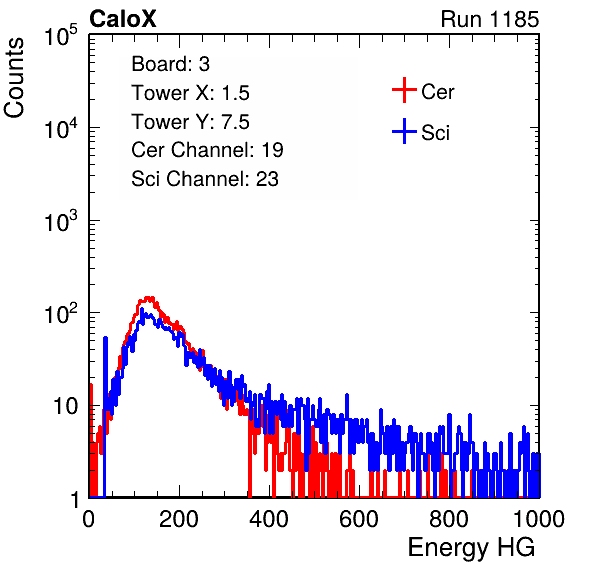 CaloX Run 1185
Counts
10^5
10^4
10^3
10^2
10
1
Board: 3
Tower X: 1.5
Tower Y: 7.5
Cer Channel: 19
Sci Channel: 23
Cer
Sci
0 200 400 600 800 1000
Energy HG